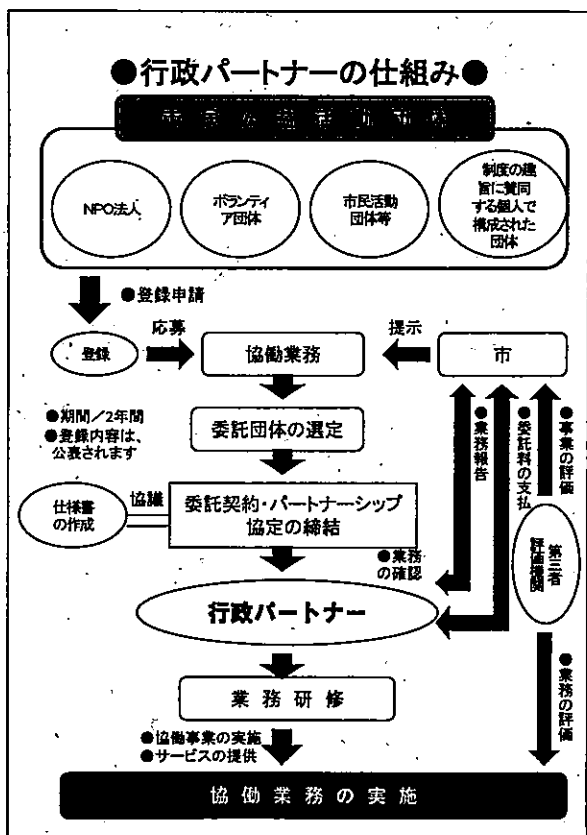 ●行政パートナーの仕組み●
市民公益活動団体
NPO法人
ボランティ
ア団体
市民活動
団体等
制度の趣
旨に賛同
する個人で
構成された
団体
●登録申請
登録
応募
協働業務
提示
市
●期間／2年間
●登録内容は、
公表されます
委託団体の選定
仕様書
の作成
協議
委託契約・パートナーシップ
協定の締結
●業務報告
●委託料の支払
●事業の評価
●業務
の確認
第三者
評価機関
行政パートナー
業務研修
●業務の評価
●協働事業の実施
●サービスの提供
協働業務の実施